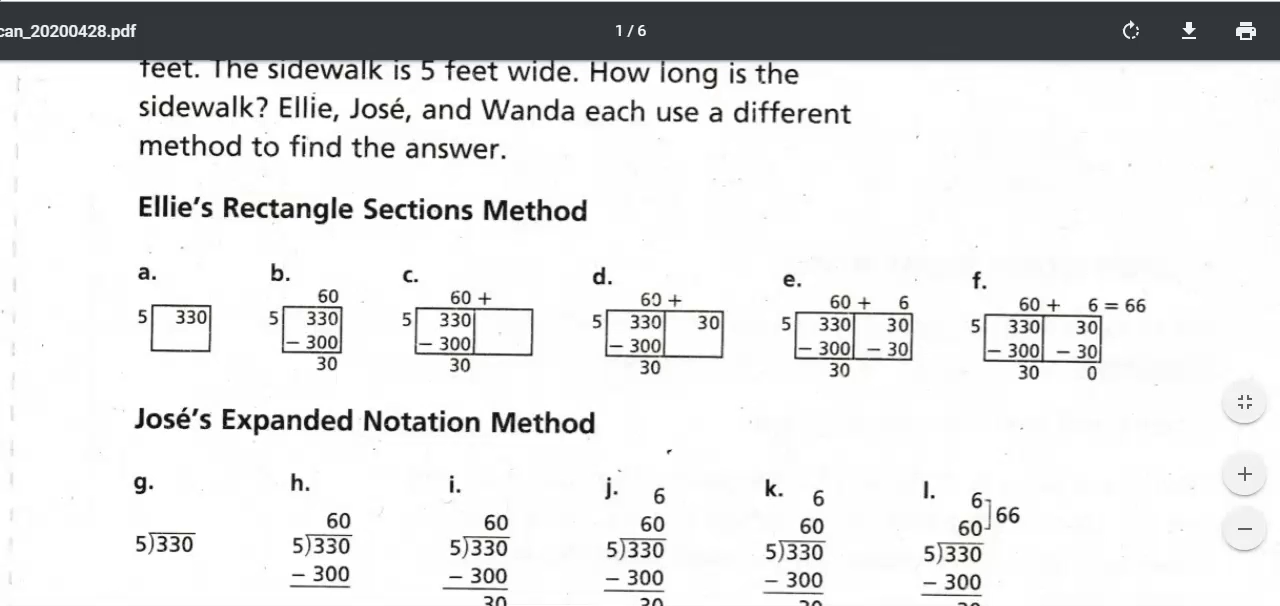 can_20200428.pdf 1 / 6
feet. The sidewalk is 5 feet wide. How long is the
sidewalk? Ellie, José, and Wanda each use a different
method to find the answer.
Ellie's Rectangle Sections Method
a. b. c. d. e. f.
60 60 + 60 + 60 + 6 60 + 6 = 66
5 330 5 330 5 330 5 330 30 5 330 30 5 330 30
– 300 – 300 – 300 – 300 – 30 – 300 – 30
30 30 30 30 30 0
José's Expanded Notation Method
g. h. i. j. k. l.
6 6 6
60 60 60 60 60 66
5)330 5)330 5)330 5)330 5)330 5)330
– 300 – 300 – 300 – 300 – 300
30 30 30 30